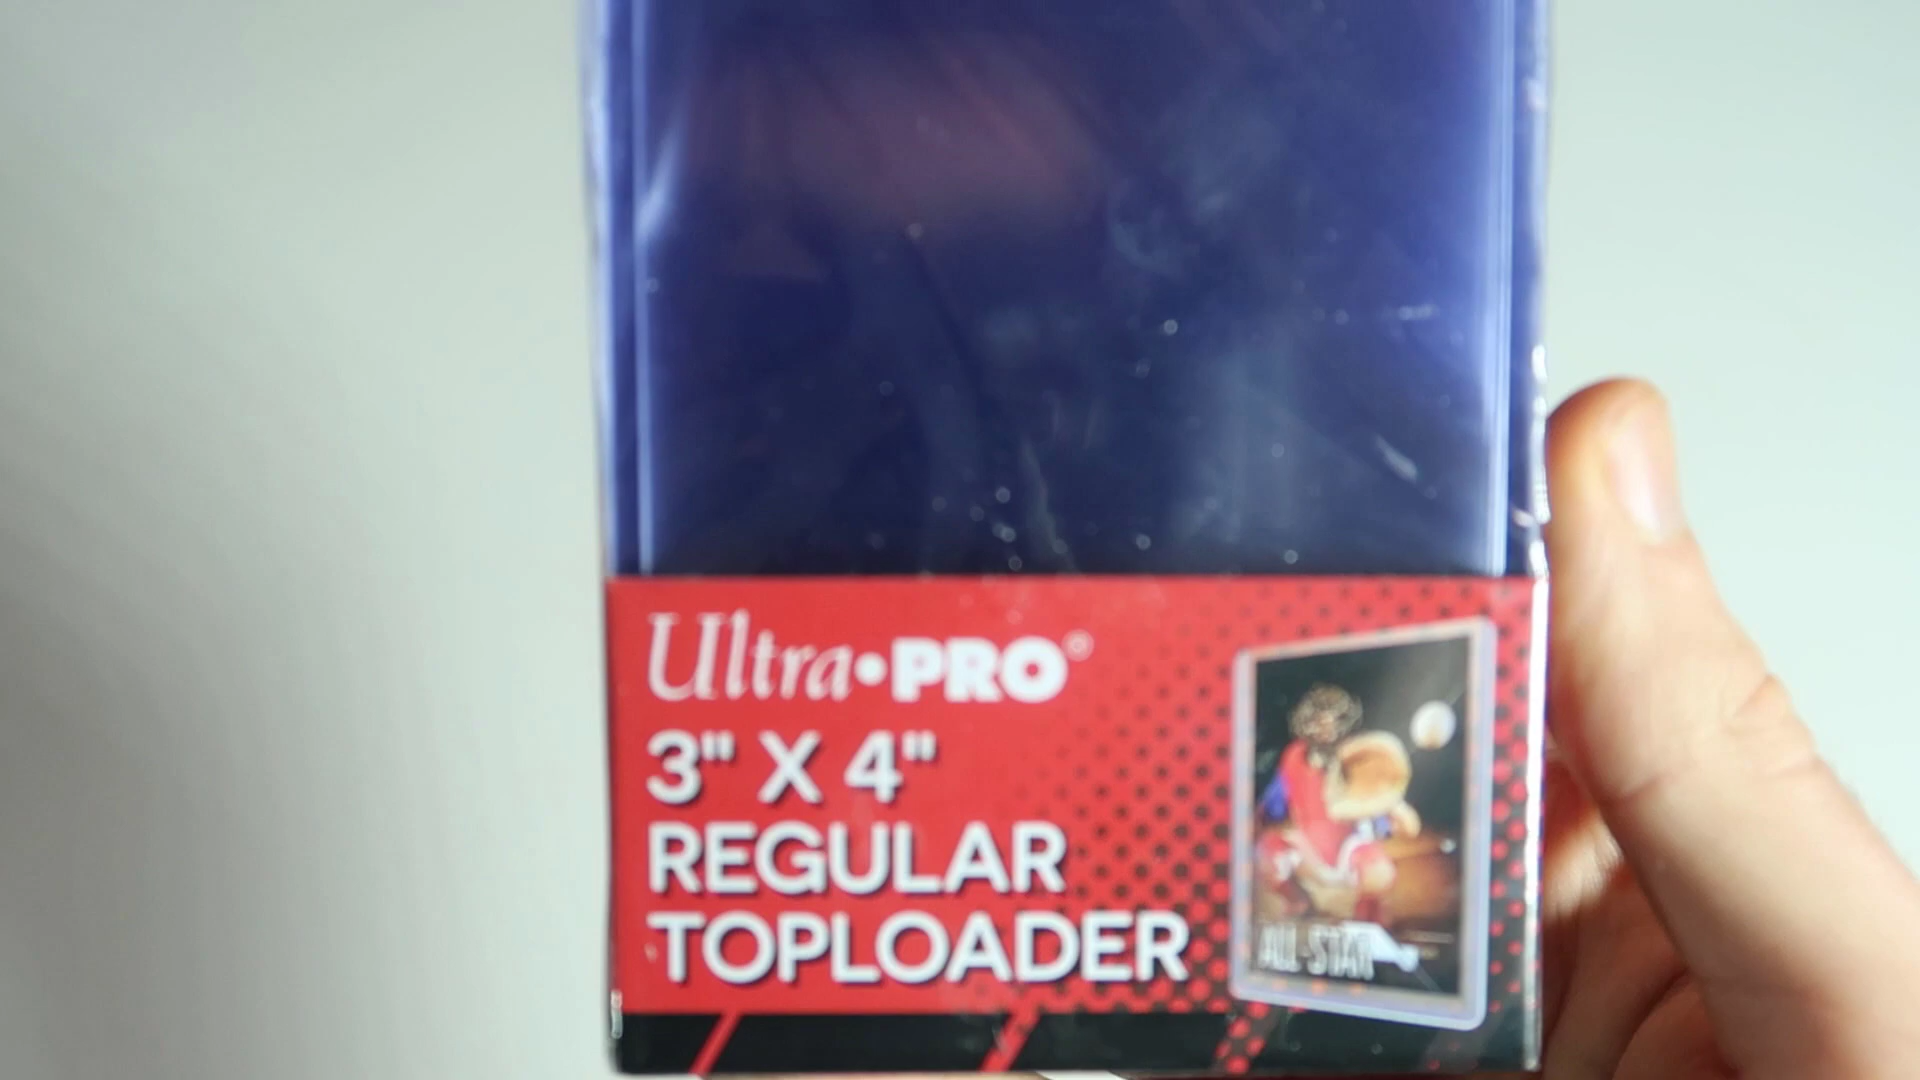 Ultra•PRO®
3" X 4"
REGULAR
TOPLOADER
ALL-STAR